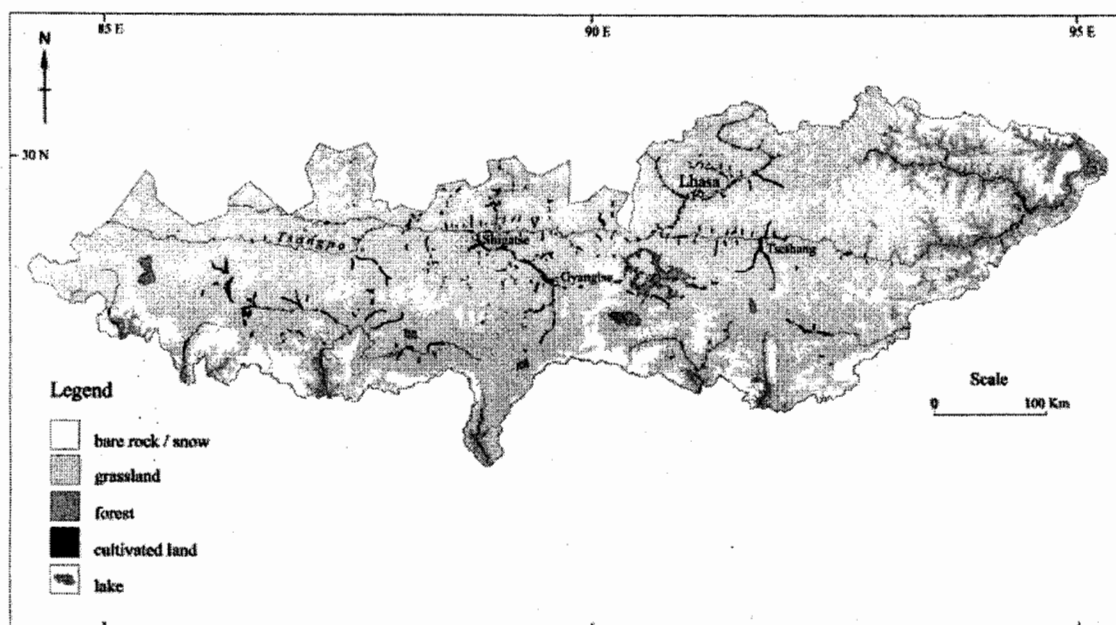 85 E
90 E
95 E
N
30 N
Lhasa
Tsangpo
Shigatse
Tsethang
Gyangtse
Legend
bare rock / snow
grassland
forest
cultivated land
lake
Scale
0 100 Km